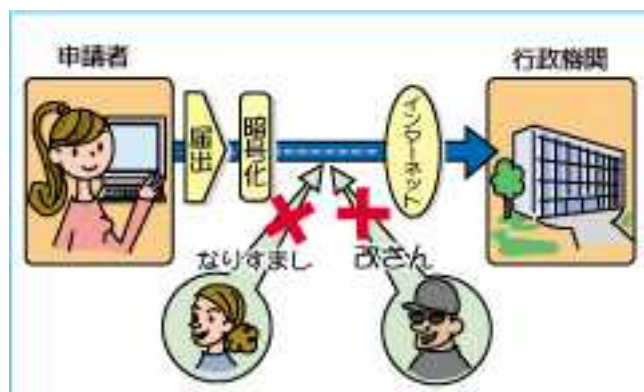 申請者
行政機関
届出
暗号化
インターネット
なりすまし
改ざん